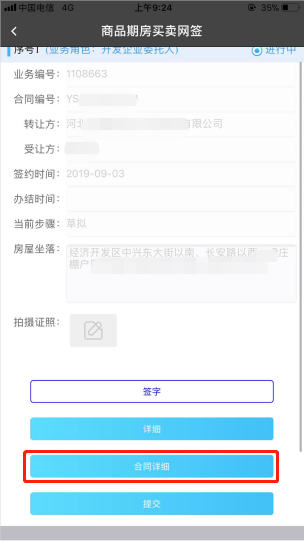 中国电信 4G 上午9:24 35%
商品期房买卖网签
序号1 (业务角色：开发企业委托人) 进行中
业务编号： 1108663
合同编号： YS
转让方： 河北 有限公司
受让方：
签约时间： 2019-09-03
办结时间：
当前步骤： 草拟
房屋坐落： 经济开发区中兴东大街以南、长安路以西 庄
棚户
拍摄证照：
签字
详细
合同详细
提交